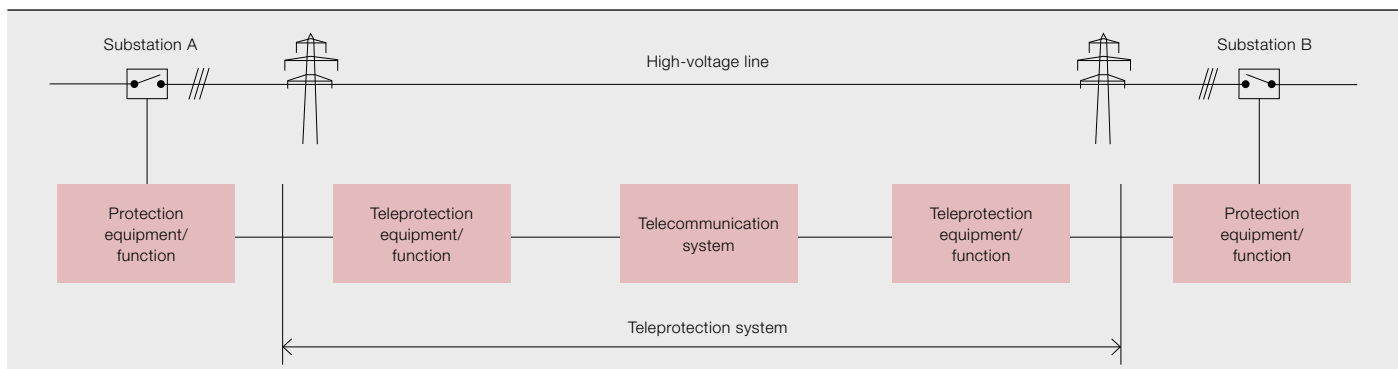 Substation A
High-voltage line
Substation B
Protection
equipment/
function
Teleprotection
equipment/
function
Telecommunication
system
Teleprotection
equipment/
function
Protection
equipment/
function
Teleprotection system